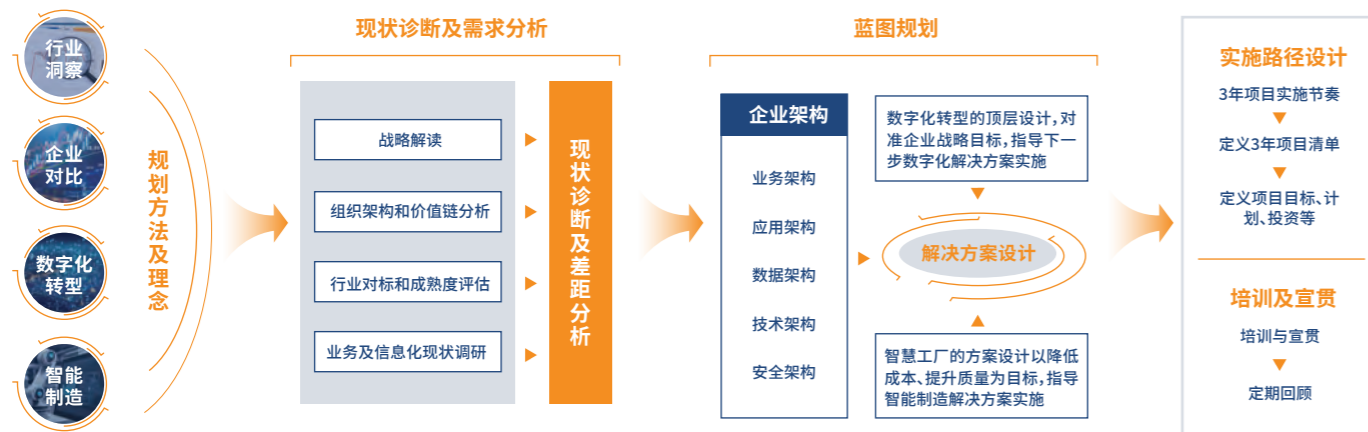 行业
洞察
企业
对比
数字化
转型
智能
制造
规划方法及理念
现状诊断及需求分析
战略解读
组织架构和价值链分析
行业对标和成熟度评估
业务及信息化现状调研
现状诊断及差距分析
蓝图规划
企业架构
业务架构
应用架构
数据架构
技术架构
安全架构
数字化转型的顶层设计，对
准企业战略目标，指导下一
步数字化解决方案实施
解决方案设计
智慧工厂的方案设计以降低
成本、提升质量为目标，指导
智能制造解决方案实施
实施路径设计
3年项目实施节奏
定义3年项目清单
定义项目目标、计
划、投资等
培训及宣贯
培训与宣贯
定期回顾